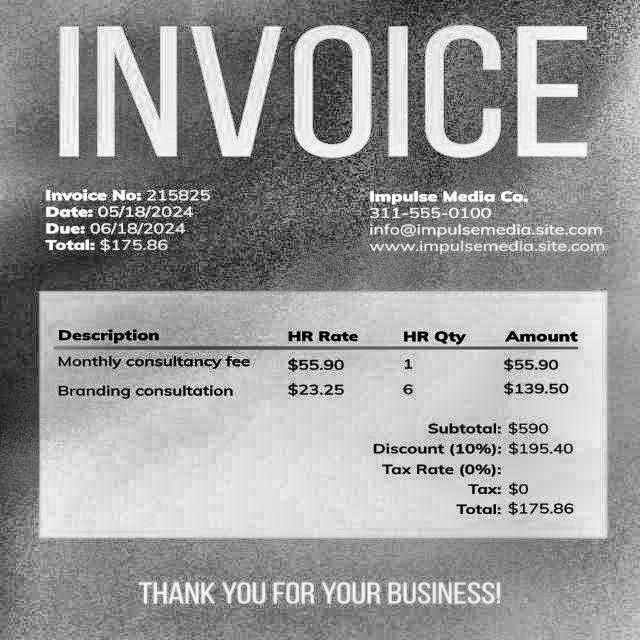 INVOICE
Invoice No: 215825
Date: 05/18/2024
Due: 06/18/2024
Total: $175.86
Impulse Media Co.
311-555-0100
info@impulsemedia.site.com
www.impulsemedia.site.com
Description HR Rate HR Qty Amount
Monthly consultancy fee $55.90 1 $55.90
Branding consultation $23.25 6 $139.50
Subtotal: $590
Discount (10%): $195.40
Tax Rate (0%):
Tax: $0
Total: $175.86
THANK YOU FOR YOUR BUSINESS!